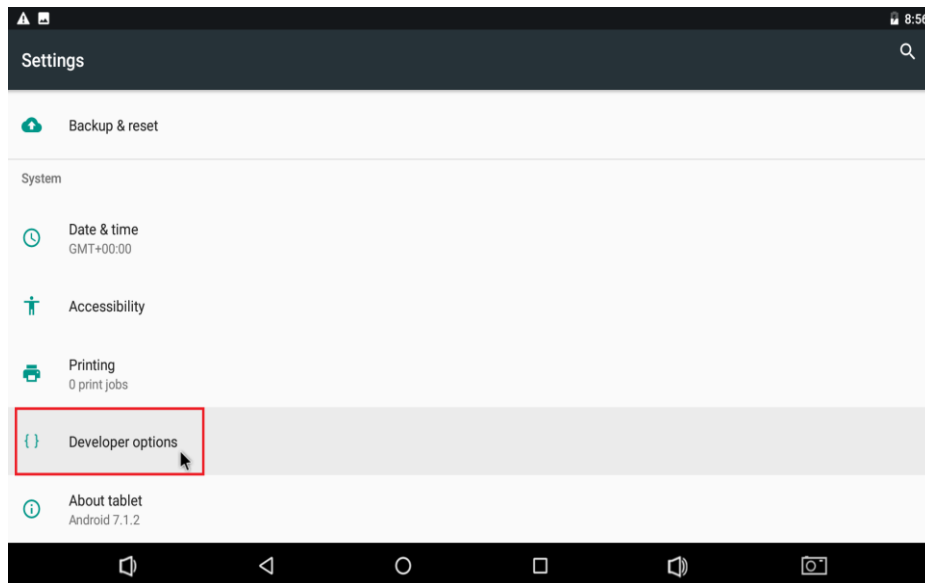 8:56
Settings
Backup & reset
System
Date & time
GMT+00:00
Accessibility
Printing
0 print jobs
{ } Developer options
About tablet
Android 7.1.2